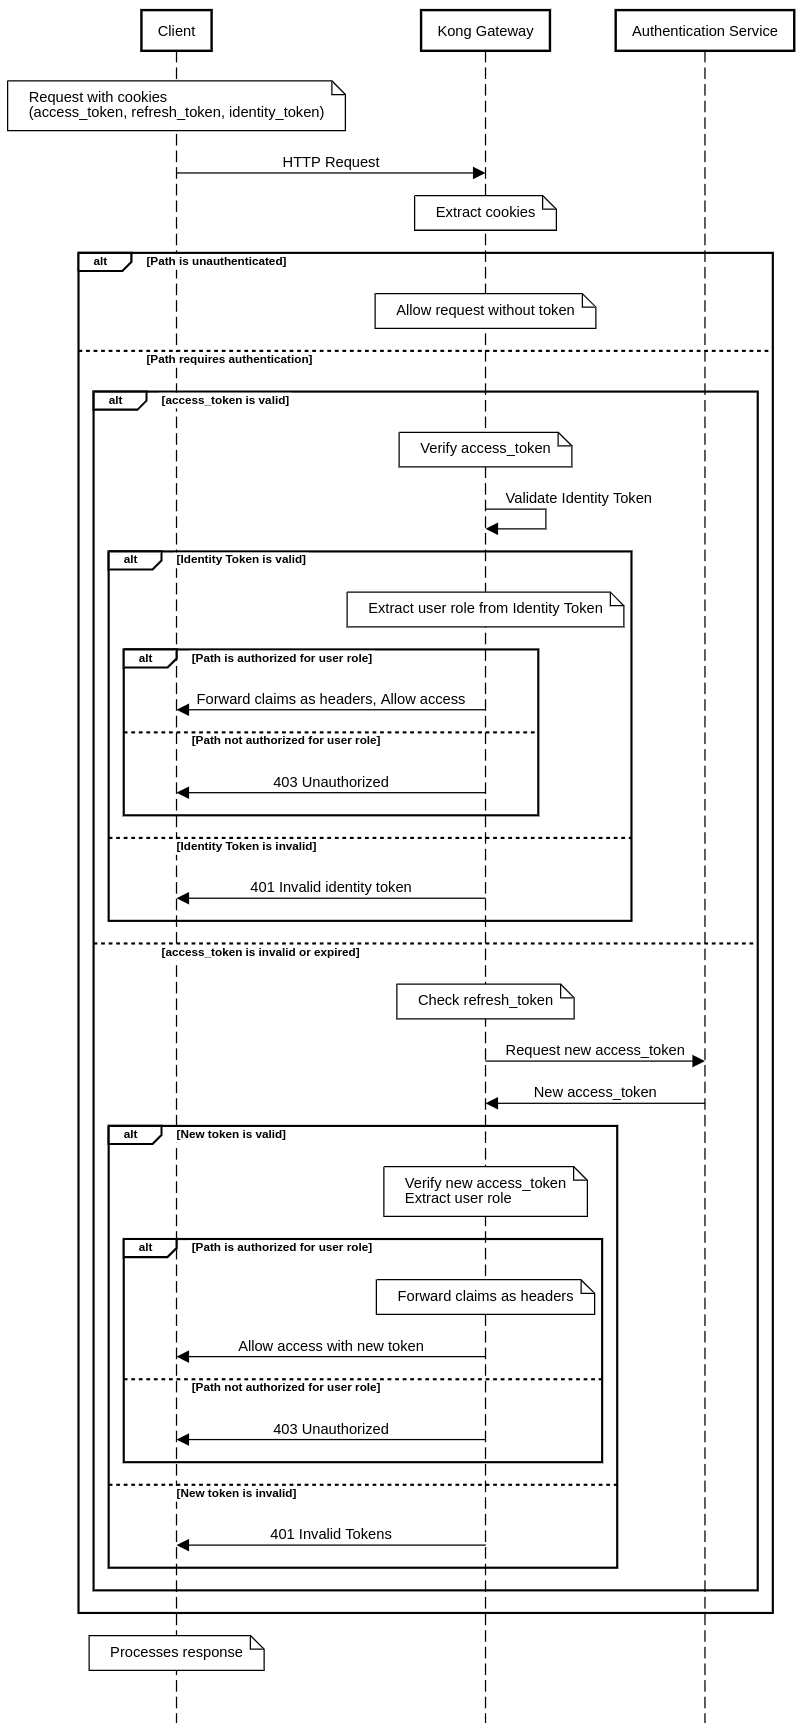 Client
Kong Gateway
Authentication Service
Request with cookies
(access_token, refresh_token, identity_token)
HTTP Request
Extract cookies
alt
[Path is unauthenticated]
Allow request without token
[Path requires authentication]
alt
[access_token is valid]
Verify access_token
Validate Identity Token
alt
[Identity Token is valid]
Extract user role from Identity Token
alt
[Path is authorized for user role]
Forward claims as headers, Allow access
[Path not authorized for user role]
403 Unauthorized
[Identity Token is invalid]
401 Invalid identity token
[access_token is invalid or expired]
Check refresh_token
Request new access_token
New access_token
alt
[New token is valid]
Verify new access_token
Extract user role
alt
[Path is authorized for user role]
Forward claims as headers
Allow access with new token
[Path not authorized for user role]
403 Unauthorized
[New token is invalid]
401 Invalid Tokens
Processes response